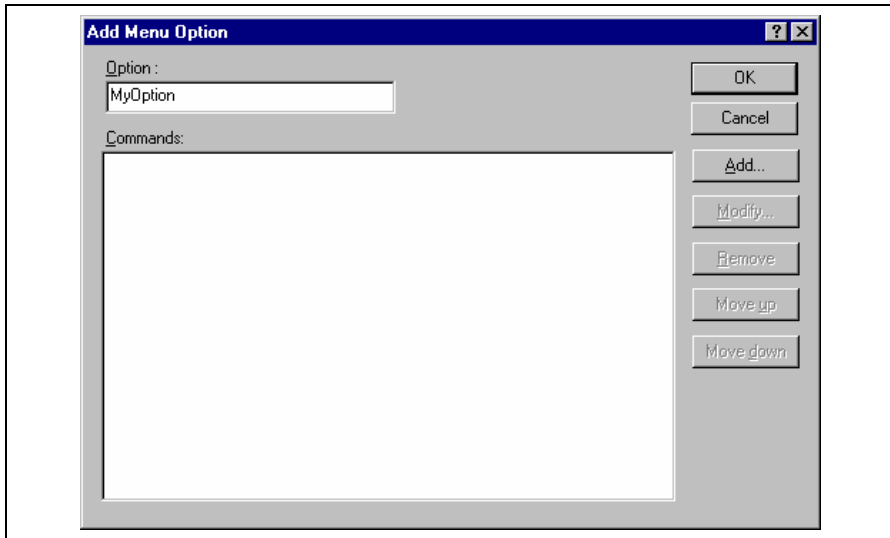 Add Menu Option
Option :
MyOption
Commands:
OK
Cancel
Add...
Modify...
Remove
Move up
Move down